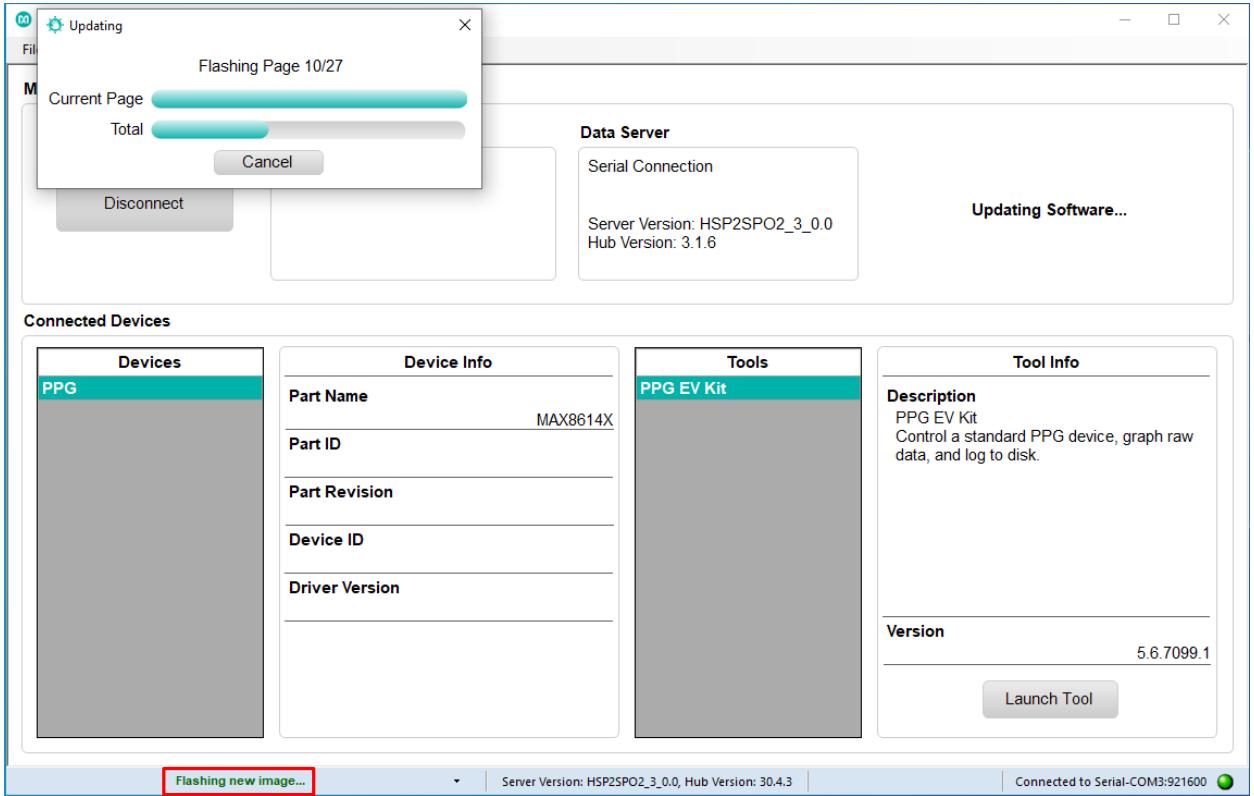 Updating
Flashing Page 10/27
Current Page
Total
Cancel
Fil
M
Disconnect
Data Server
Serial Connection
Server Version: HSP2SPO2_3_0.0
Hub Version: 3.1.6
Updating Software...
Connected Devices
Devices
PPG
Device Info
Part Name
MAX8614X
Part ID
Part Revision
Device ID
Driver Version
Tools
PPG EV Kit
Tool Info
Description
PPG EV Kit
Control a standard PPG device, graph raw
data, and log to disk.
Version
5.6.7099.1
Launch Tool
Flashing new image...
Server Version: HSP2SPO2_3_0.0, Hub Version: 30.4.3
Connected to Serial-COM3:921600